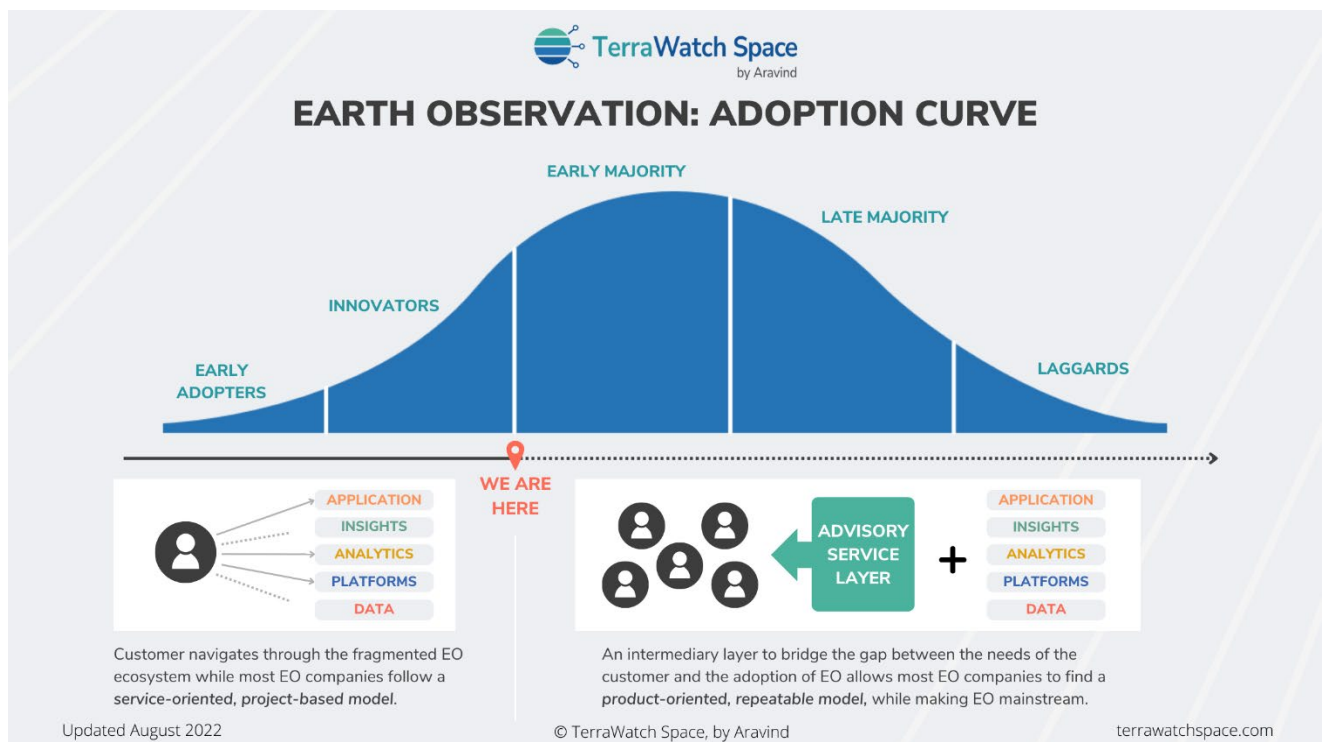 TerraWatch Space
by Aravind
EARTH OBSERVATION: ADOPTION CURVE
EARLY MAJORITY
LATE MAJORITY
INNOVATORS
EARLY
ADOPTERS
LAGGARDS
WE ARE
HERE
APPLICATION
INSIGHTS
ANALYTICS
PLATFORMS
DATA
ADVISORY
SERVICE
LAYER
+
APPLICATION
INSIGHTS
ANALYTICS
PLATFORMS
DATA
Customer navigates through the fragmented EO
ecosystem while most EO companies follow a
service-oriented, project-based model.
An intermediary layer to bridge the gap between the needs of the
customer and the adoption of EO allows most EO companies to find a
product-oriented, repeatable model, while making EO mainstream.
Updated August 2022
© TerraWatch Space, by Aravind
terrawatchspace.com